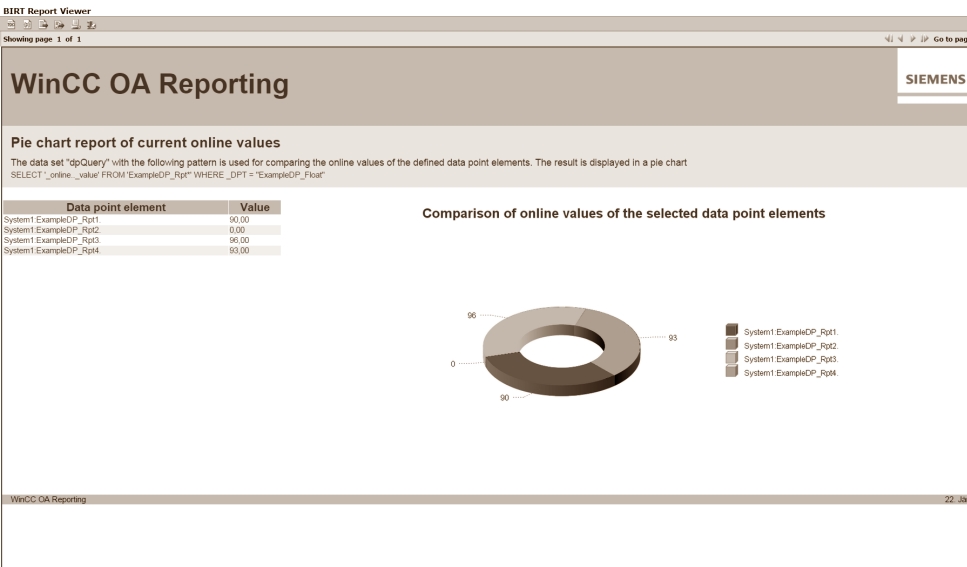 BIRT Report Viewer
Showing page 1 of 1
Go to pag
WinCC OA Reporting
SIEMENS
Pie chart report of current online values
The data set "dpQuery" with the following pattern is used for comparing the online values of the defined data point elements. The result is displayed in a pie chart
SELECT '_online.._value' FROM 'ExampleDP_Rpt*' WHERE _DPT = "ExampleDP_Float"
Data point element Value
System1:ExampleDP_Rpt1. 90,00
System1:ExampleDP_Rpt2. 0,00
System1:ExampleDP_Rpt3. 96,00
System1:ExampleDP_Rpt4. 93,00
Comparison of online values of the selected data point elements
96
93
0
90
System1:ExampleDP_Rpt1.
System1:ExampleDP_Rpt2.
System1:ExampleDP_Rpt3.
System1:ExampleDP_Rpt4.
WinCC OA Reporting
22. Ja